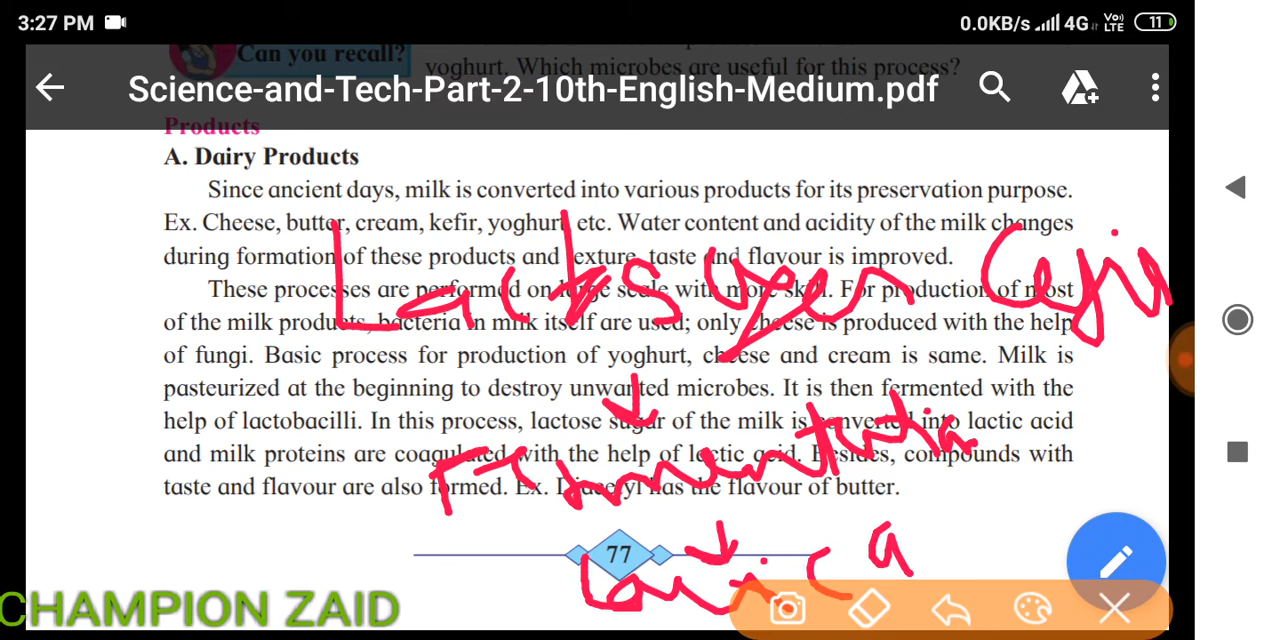 3:27 PM 0.0KB/s 4G Vo) LTE 11
Can you recall?
yoghurt. Which microbes are useful for this process?
Science-and-Tech-Part-2-10th-English-Medium.pdf
Products
A. Dairy Products
Since ancient days, milk is converted into various products for its preservation purpose.
Ex. Cheese, butter, cream, kefir, yoghurt, etc. Water content and acidity of the milk changes
during formation of these products and texture, taste and flavour is improved.
These processes are performed on large scale with more skill. For production of most
of the milk products, bacteria in milk itself are used; only cheese is produced with the help
of fungi. Basic process for production of yoghurt, cheese and cream is same. Milk is
pasteurized at the beginning to destroy unwanted microbes. It is then fermented with the
help of lactobacilli. In this process, lactose sugar of the milk is converted into lactic acid
and milk proteins are coagulated with the help of lactic acid. Besides, compounds with
taste and flavour are also formed. Ex. Diacetyl has the flavour of butter.
77
CHAMPION ZAID